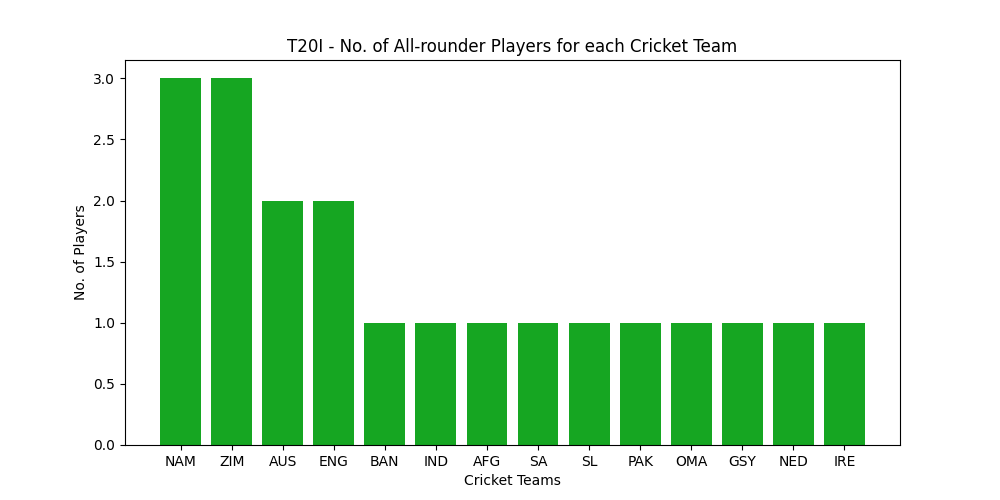 T20I - No. of All-rounder Players for each Cricket Team
No. of Players
3.0
2.5
2.0
1.5
1.0
0.5
0.0
NAM ZIM AUS ENG BAN IND AFG SA SL PAK OMA GSY NED IRE
Cricket Teams